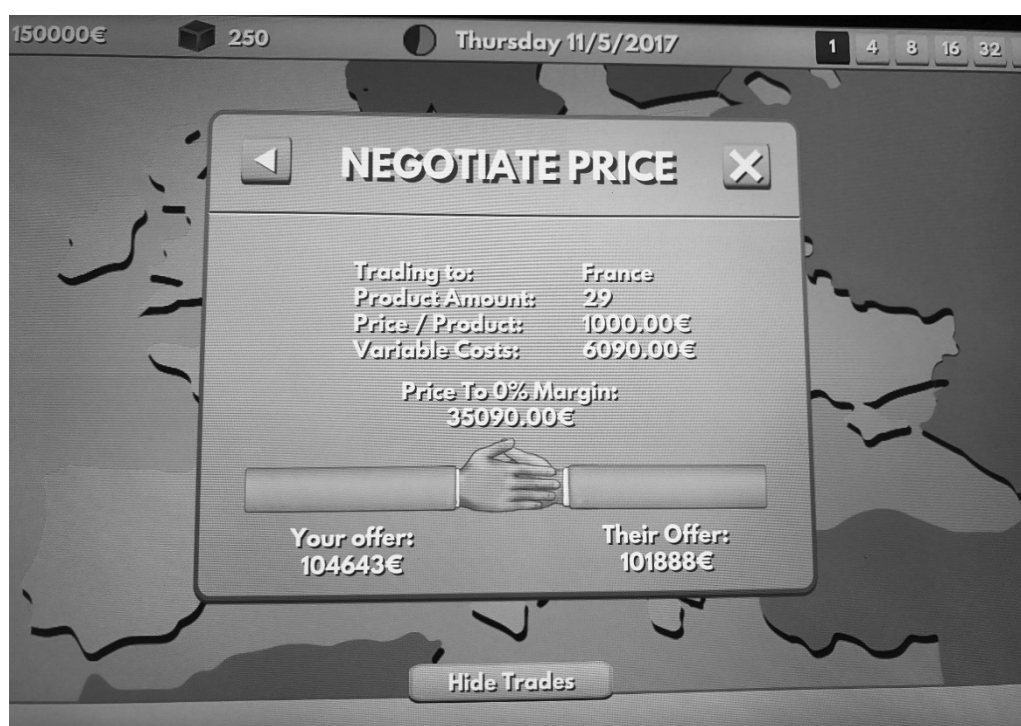 150000€ 250 Thursday 11/5/2017 1 4 8 16 32
NEGOTIATE PRICE
Trading to: France
Product Amount: 29
Price / Product: 1000.00€
Variable Costs: 6090.00€
Price To 0% Margin:
35090.00€
Your offer: Their Offer:
104643€ 101888€
Hide Trades